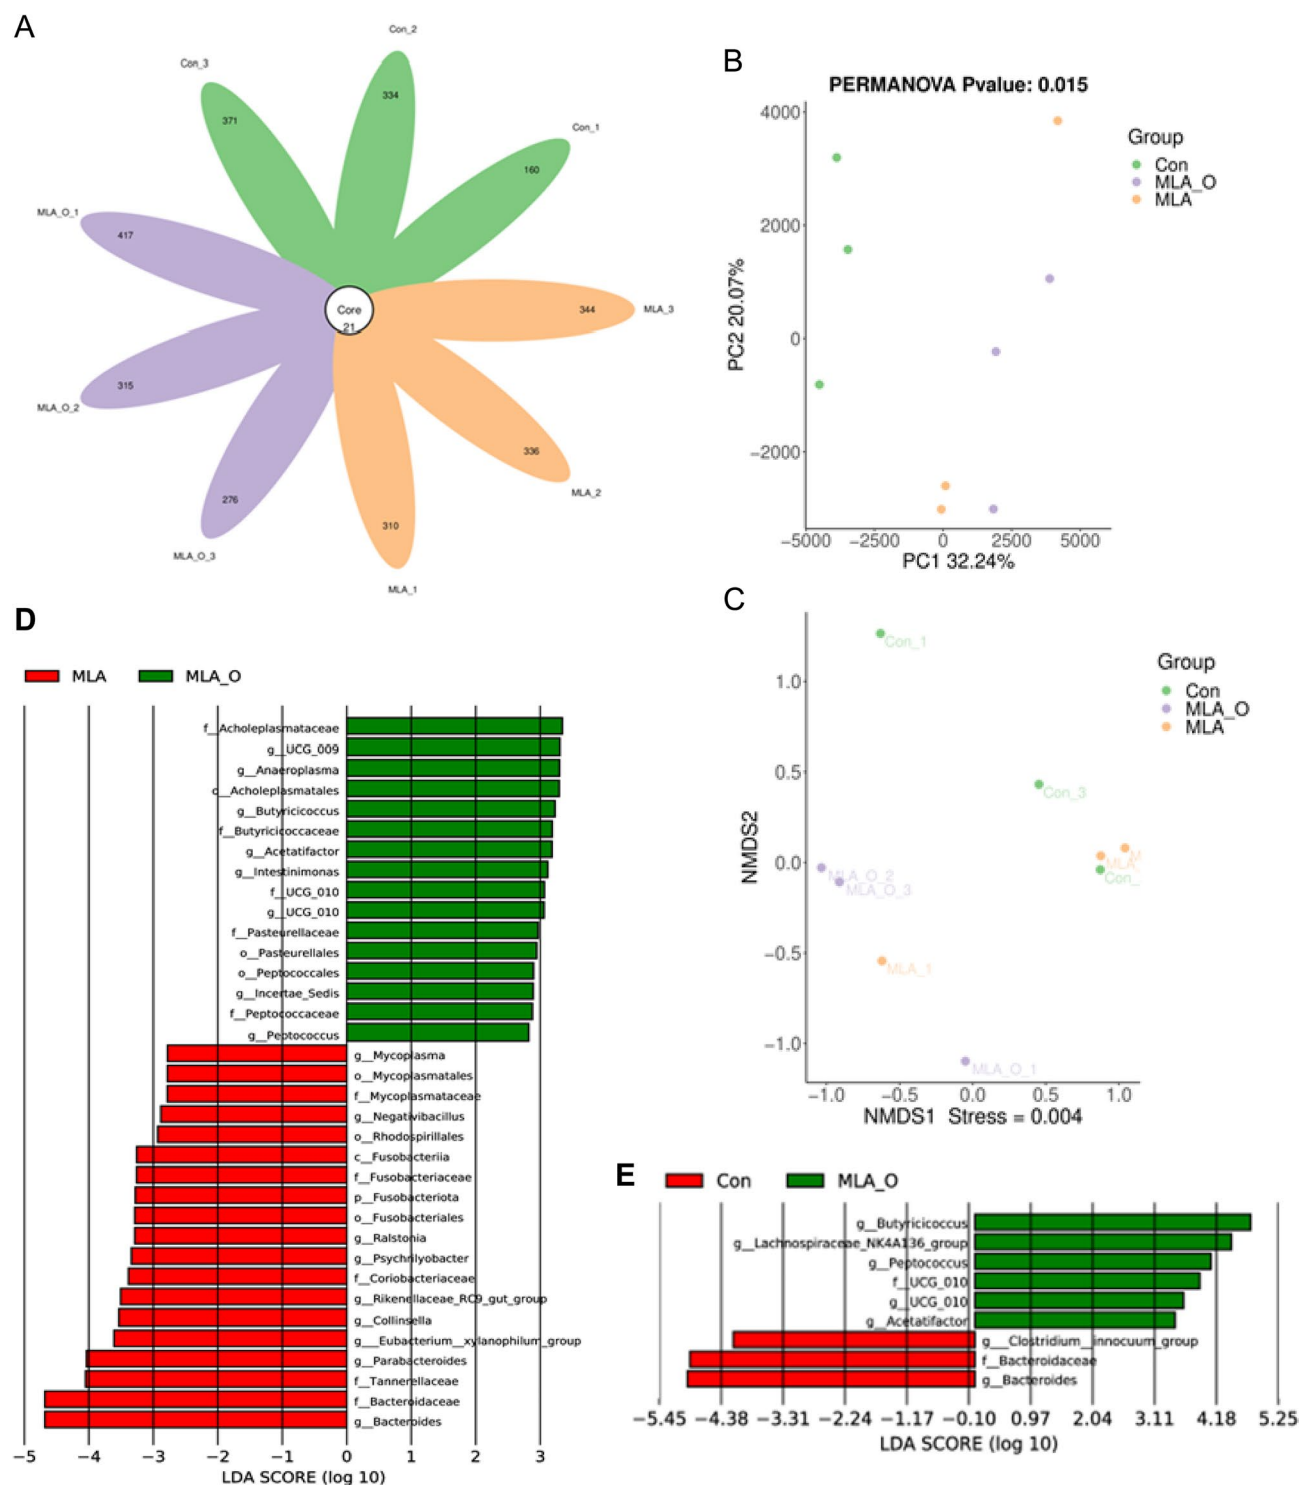 A
Con_2
Con_3
334
371
Con_1
160
MLA_O_1
417
Core
21
344
MLA_3
315
MLA_O_2
336
MLA_2
276
310
MLA_O_3
MLA_1
B
PERMANOVA Pvalue: 0.015
4000
2000
0
−2000
PC2 20.07%
−5000 −2500 0 2500 5000
PC1 32.24%
Group
Con
MLA_O
MLA
C
Con_1
Con_3
MLA_
M
Con_
MLA_O_2
MLA_O_3
MLA_1
MLA_O_1
1.0
0.5
0.0
−0.5
−1.0
NMDS2
−1.0 −0.5 0.0 0.5 1.0
NMDS1 Stress = 0.004
Group
Con
MLA_O
MLA
D
MLA MLA_O
f__Acholeplasmataceae
g__UCG_009
g__Anaeroplasma
o__Acholeplasmatales
g__Butyricicoccus
f__Butyricicoccaceae
g__Acetatifactor
g__Intestinimonas
f__UCG_010
g__UCG_010
f__Pasteurellaceae
o__Pasteurellales
o__Peptococcales
g__Incertae_Sedis
f__Peptococcaceae
g__Peptococcus
g__Mycoplasma
o__Mycoplasmatales
f__Mycoplasmataceae
g__Negativibacillus
o__Rhodospirillales
c__Fusobacteriia
f__Fusobacteriaceae
p__Fusobacteriota
o__Fusobacteriales
g__Ralstonia
g__Psychrilyobacter
f__Coriobacteriaceae
g__Rikenellaceae_RC9_gut_group
g__Collinsella
g___Eubacterium__xylanophilum_group
g__Parabacteroides
f__Tannerellaceae
f__Bacteroidaceae
g__Bacteroides
−5 −4 −3 −2 −1 0 1 2 3
LDA SCORE (log 10)
E
Con MLA_O
g__Butyricicoccus
g__Lachnospiraceae_NK4A136_group
g__Peptococcus
f__UCG_010
g__UCG_010
g__Acetatifactor
g___Clostridium__innocuum_group
f__Bacteroidaceae
g__Bacteroides
−5.45 −4.38 −3.31 −2.24 −1.17 −0.10 0.97 2.04 3.11 4.18 5.25
LDA SCORE (log 10)